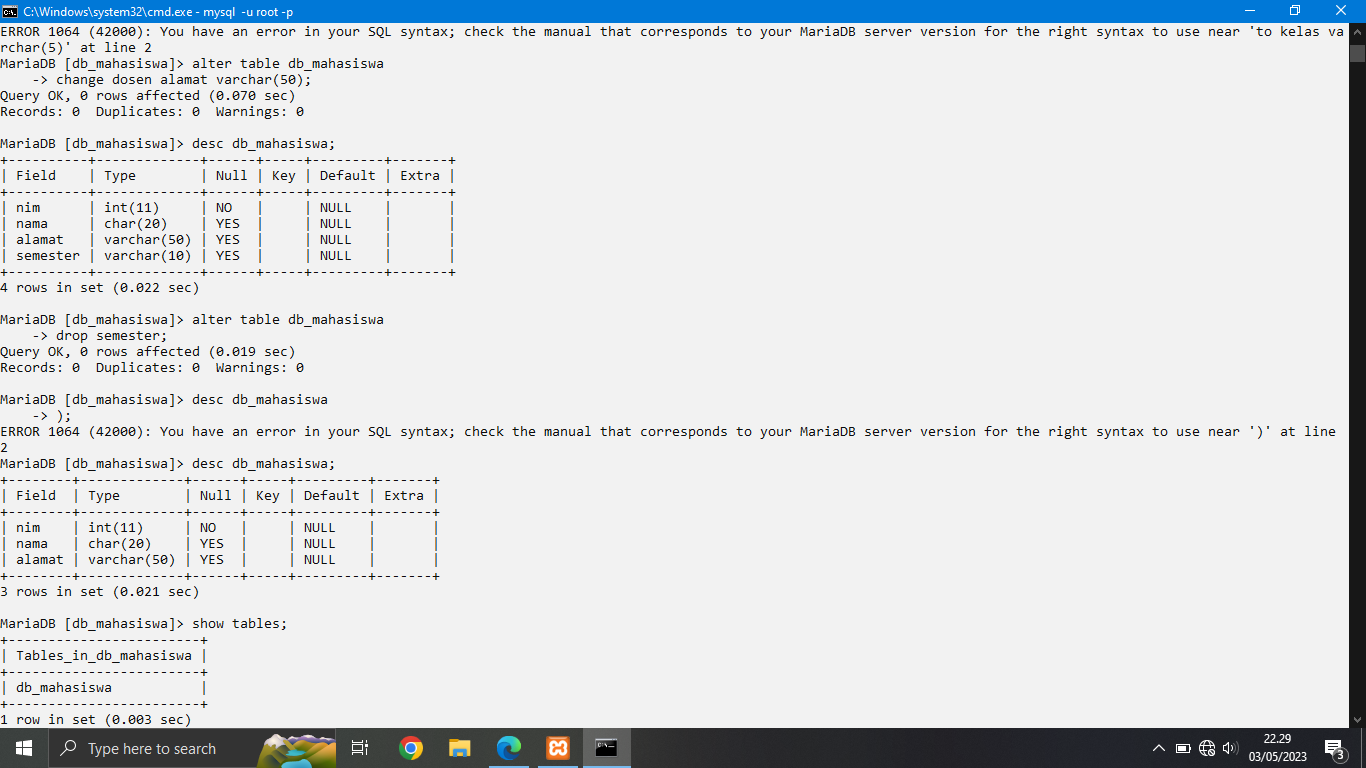 C:\Windows\system32\cmd.exe - mysql  -u root -p
ERROR 1064 (42000): You have an error in your SQL syntax; check the manual that corresponds to your MariaDB server version for the right syntax to use near 'to kelas va
rchar(5)' at line 2
MariaDB [db_mahasiswa]> alter table db_mahasiswa
    -> change dosen alamat varchar(50);
Query OK, 0 rows affected (0.070 sec)
Records: 0  Duplicates: 0  Warnings: 0
MariaDB [db_mahasiswa]> desc db_mahasiswa;
+----------+-------------+------+-----+---------+-------+
| Field    | Type        | Null | Key | Default | Extra |
+----------+-------------+------+-----+---------+-------+
| nim      | int(11)     | NO   |     | NULL    |       |
| nama     | char(20)    | YES  |     | NULL    |       |
| alamat   | varchar(50) | YES  |     | NULL    |       |
| semester | varchar(10) | YES  |     | NULL    |       |
+----------+-------------+------+-----+---------+-------+
4 rows in set (0.022 sec)
MariaDB [db_mahasiswa]> alter table db_mahasiswa
    -> drop semester;
Query OK, 0 rows affected (0.019 sec)
Records: 0  Duplicates: 0  Warnings: 0
MariaDB [db_mahasiswa]> desc db_mahasiswa
    -> );
ERROR 1064 (42000): You have an error in your SQL syntax; check the manual that corresponds to your MariaDB server version for the right syntax to use near ')' at line
2
MariaDB [db_mahasiswa]> desc db_mahasiswa;
+--------+-------------+------+-----+---------+-------+
| Field  | Type        | Null | Key | Default | Extra |
+--------+-------------+------+-----+---------+-------+
| nim    | int(11)     | NO   |     | NULL    |       |
| nama   | char(20)    | YES  |     | NULL    |       |
| alamat | varchar(50) | YES  |     | NULL    |       |
+--------+-------------+------+-----+---------+-------+
3 rows in set (0.021 sec)
MariaDB [db_mahasiswa]> show tables;
+------------------------+
| Tables_in_db_mahasiswa |
+------------------------+
| db_mahasiswa           |
+------------------------+
1 row in set (0.003 sec)
Type here to search
22.29
03/05/2023
3